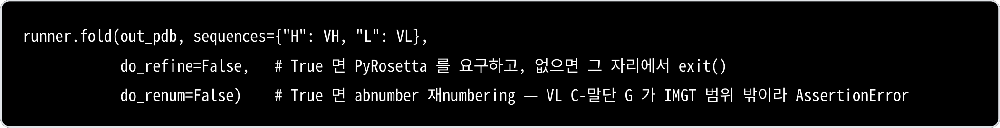 runner.fold(out_pdb, sequences={"H": VH, "L": VL},
            do_refine=False,   # True 면 PyRosetta 를 요구하고, 없으면 그 자리에서 exit()
            do_renum=False)    # True 면 abnumber 재numbering — VL C-말단 G 가 IMGT 범위 밖이라 AssertionError